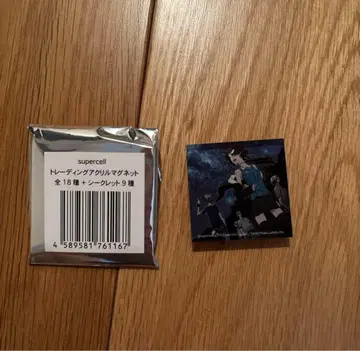 supercell
トレーディングアクリルマグネット
全18種+シークレット9種
4 589581 761167